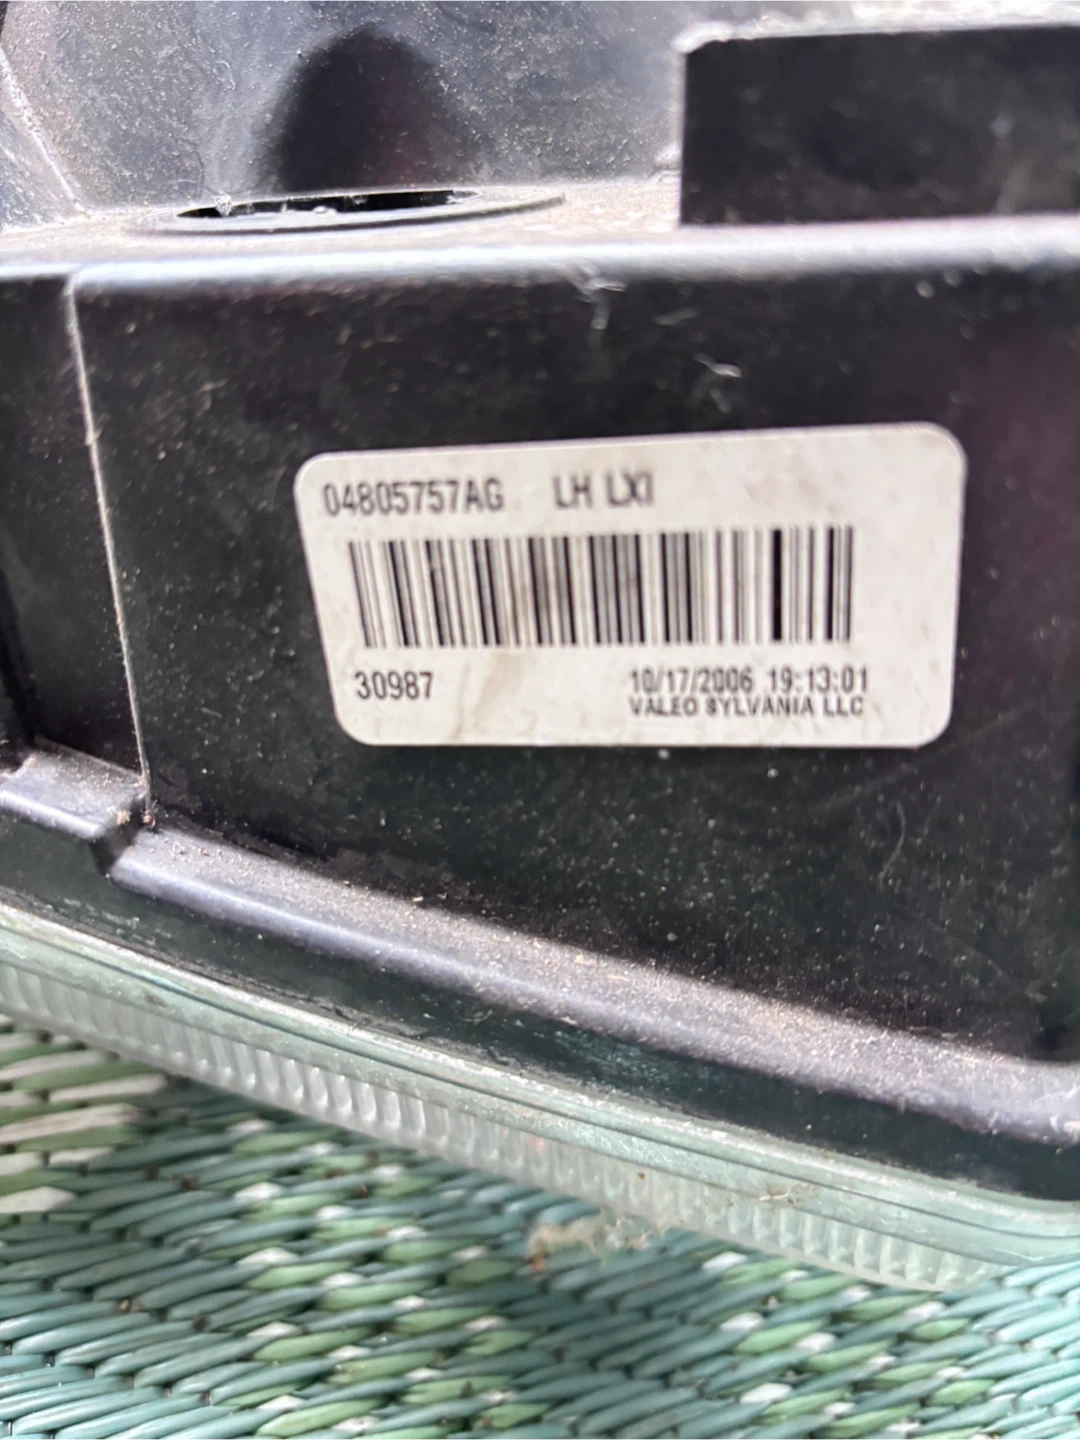 04805757AG LH LXI
30987
10/17/2006 19:13:01
VALEO SYLVANIA LLC